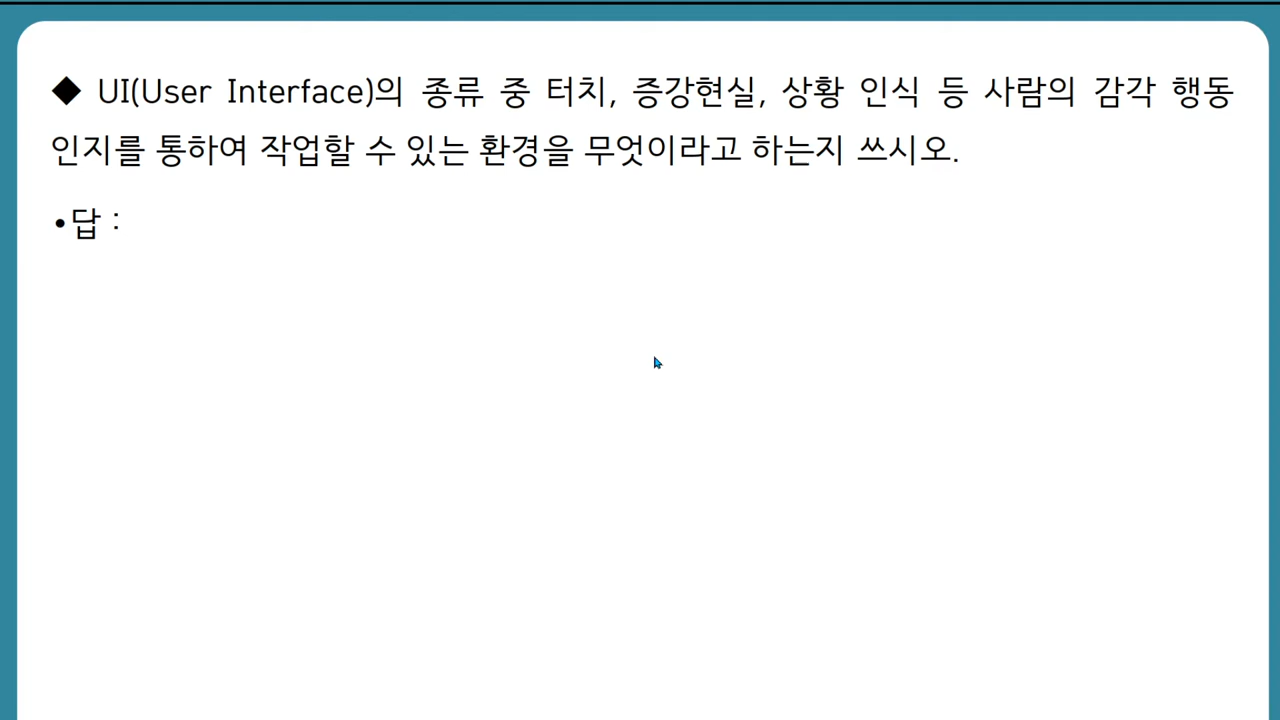 ◆ UI(User Interface)의 종류 중 터치, 증강현실, 상황 인식 등 사람의 감각 행동
인지를 통하여 작업할 수 있는 환경을 무엇이라고 하는지 쓰시오.
•답 :